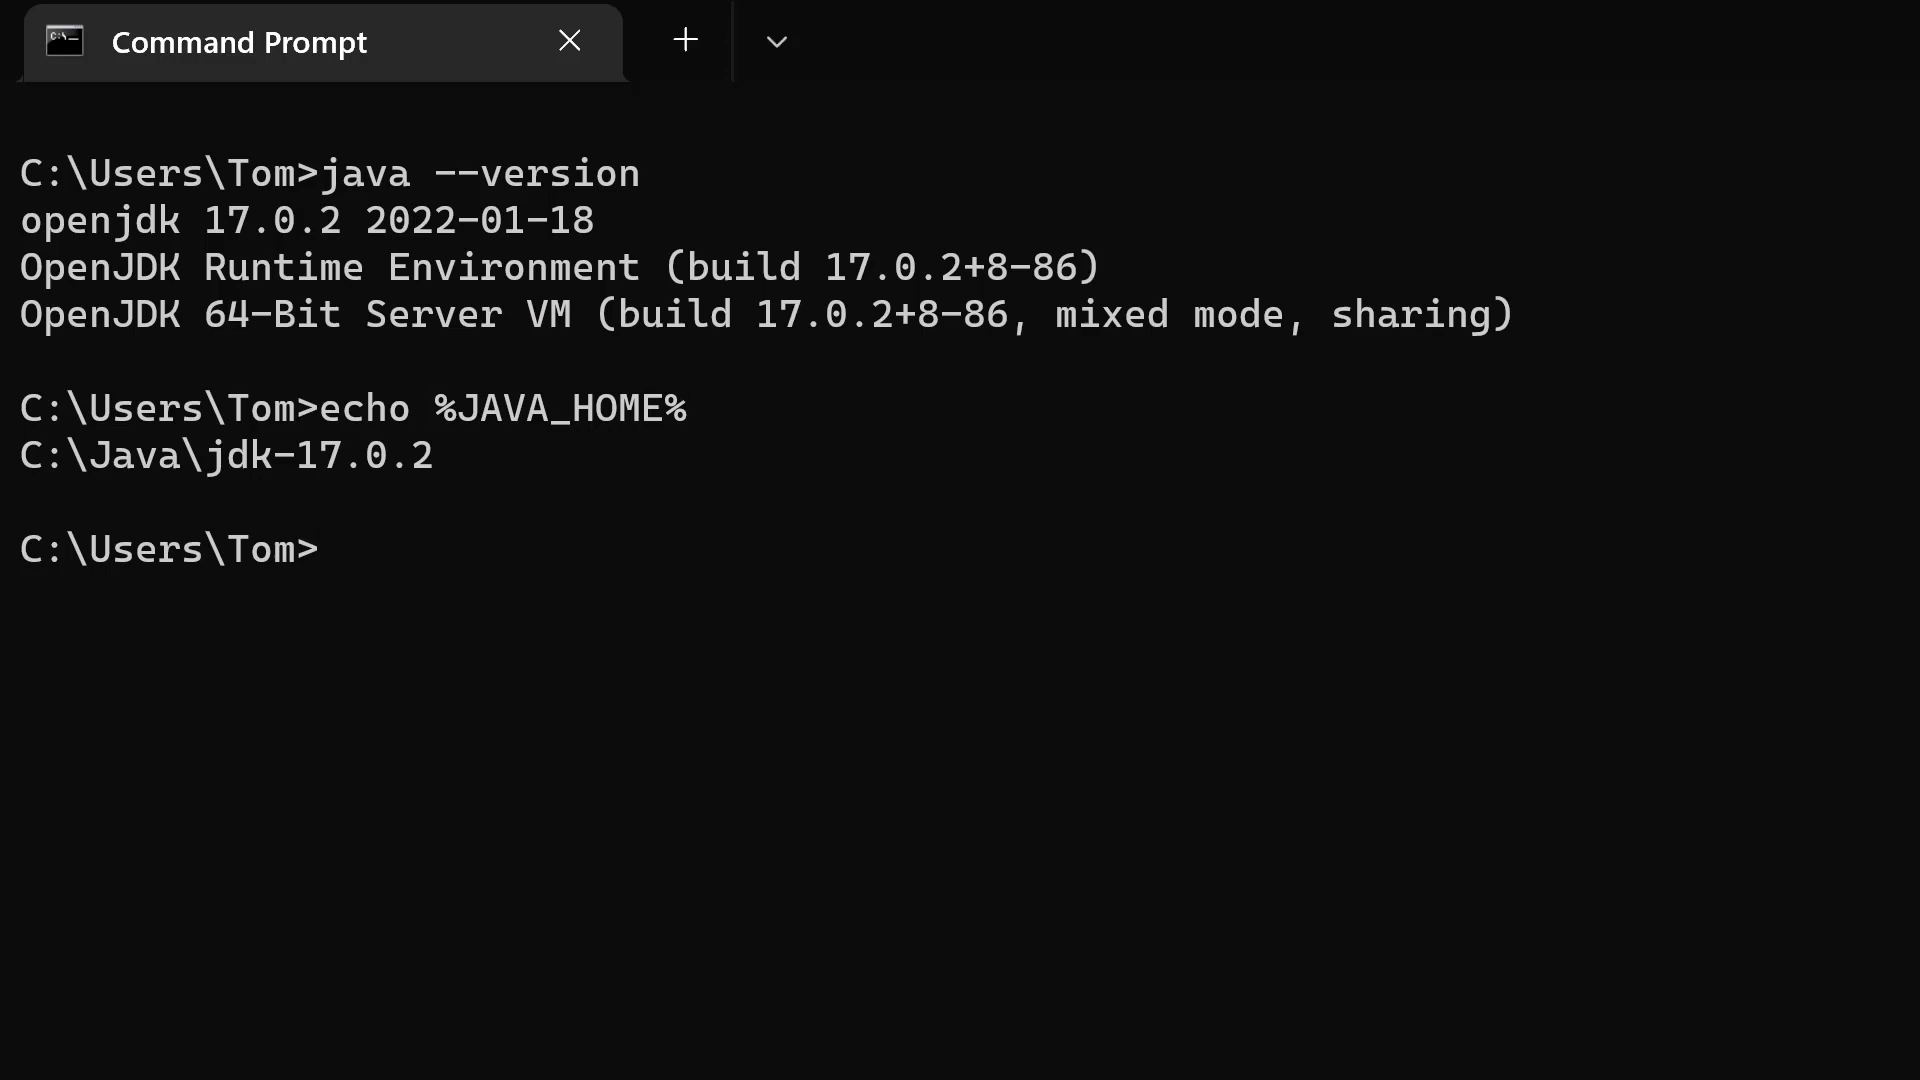 Command Prompt
C:\Users\Tom>java --version
openjdk 17.0.2 2022-01-18
OpenJDK Runtime Environment (build 17.0.2+8-86)
OpenJDK 64-Bit Server VM (build 17.0.2+8-86, mixed mode, sharing)
C:\Users\Tom>echo %JAVA_HOME%
C:\Java\jdk-17.0.2
C:\Users\Tom>